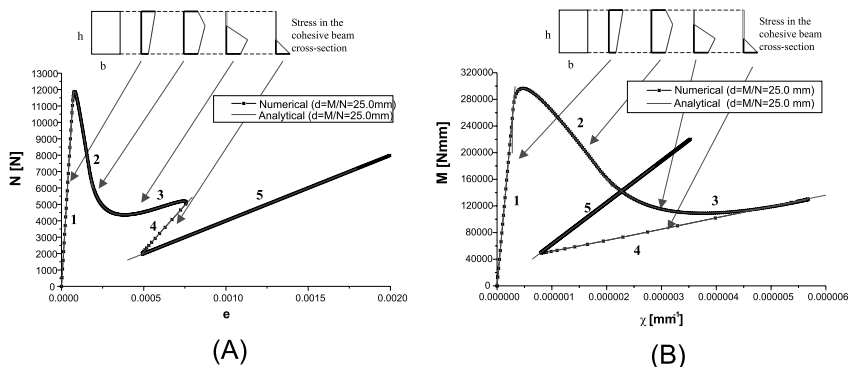 Stress in the
cohesive beam
cross-section
h
b
(A)
N [N]
13000
12000
11000
10000
9000
8000
7000
6000
5000
4000
3000
2000
1000
0
Numerical (d=M/N=25.0mm)
Analytical (d=M/N=25.0mm)
1
2
3
4
5
0.0000
0.0005
0.0010
0.0015
0.0020
e
(A)
Stress in the
cohesive beam
cross-section
h
b
B)
M [Nmm]
320000
280000
240000
200000
160000
120000
80000
40000
0
Numerical (d=M/N=25.0 mm)
Analytical (d=M/N=25.0 mm)
1
2
3
4
5
0.000000
0.000001
0.000002
0.000003
0.000004
0.000005
0.000006
χ [mm⁻¹]
(B)